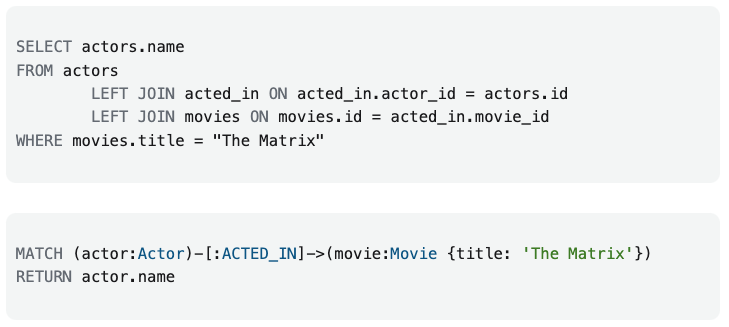 SELECT actors.name
FROM actors
        LEFT JOIN acted_in ON acted_in.actor_id = actors.id
        LEFT JOIN movies ON movies.id = acted_in.movie_id
WHERE movies.title = "The Matrix"
MATCH (actor:Actor)-[:ACTED_IN]->(movie:Movie {title: 'The Matrix'})
RETURN actor.name